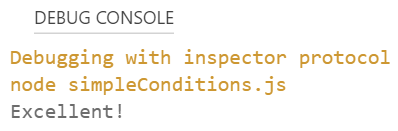 DEBUG CONSOLE
Debugging with inspector protocol
node simpleConditions.js
Excellent!